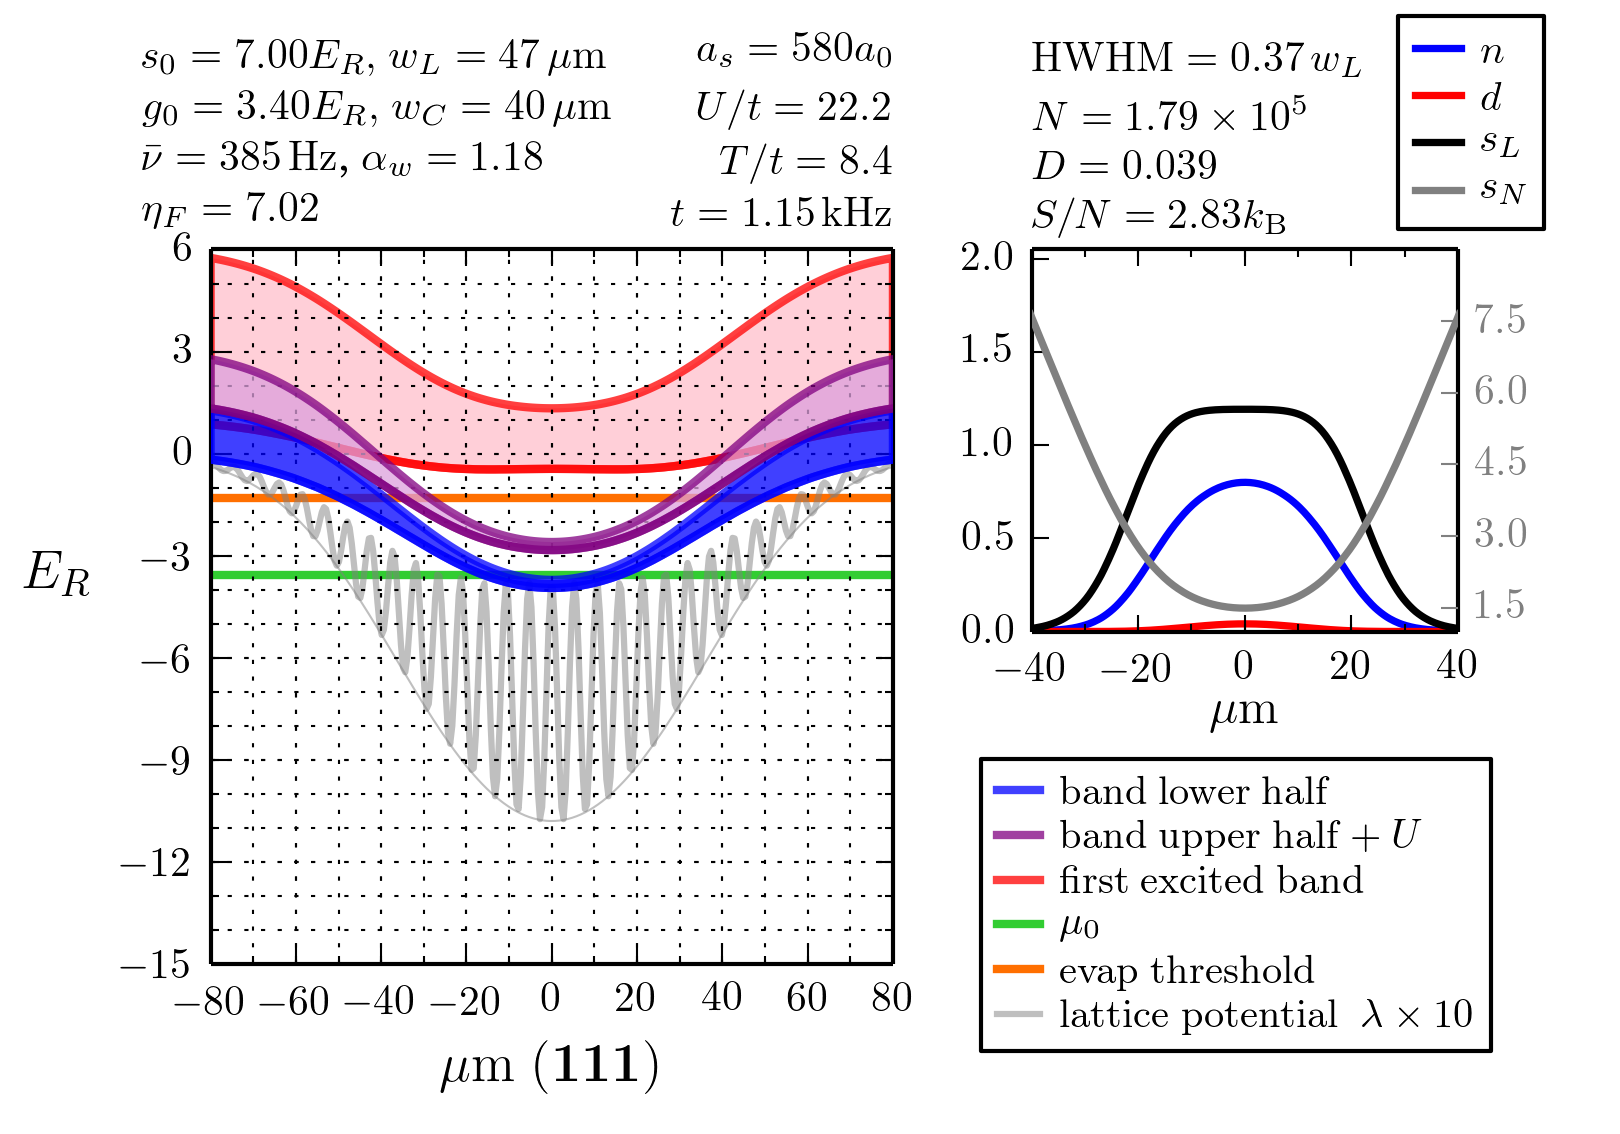 s₀ = 7.00E_R, w_L = 47 μm
g₀ = 3.40E_R, w_C = 40 μm
ν̄ = 385 Hz, α_w = 1.18
η_F = 7.02
a_s = 580a₀
U/t = 22.2
T/t = 8.4
t = 1.15 kHz
HWHM = 0.37 w_L
N = 1.79 × 10⁵
D = 0.039
S/N = 2.83k_B
n
d
s_L
s_N
6
3
0
−3
−6
−9
−12
−15
E_R
−80 −60 −40 −20 0 20 40 60 80
μm (111)
2.0
1.5
1.0
0.5
0.0
7.5
6.0
4.5
3.0
1.5
−40 −20 0 20 40
μm
band lower half
band upper half + U
first excited band
μ₀
evap threshold
lattice potential λ × 10